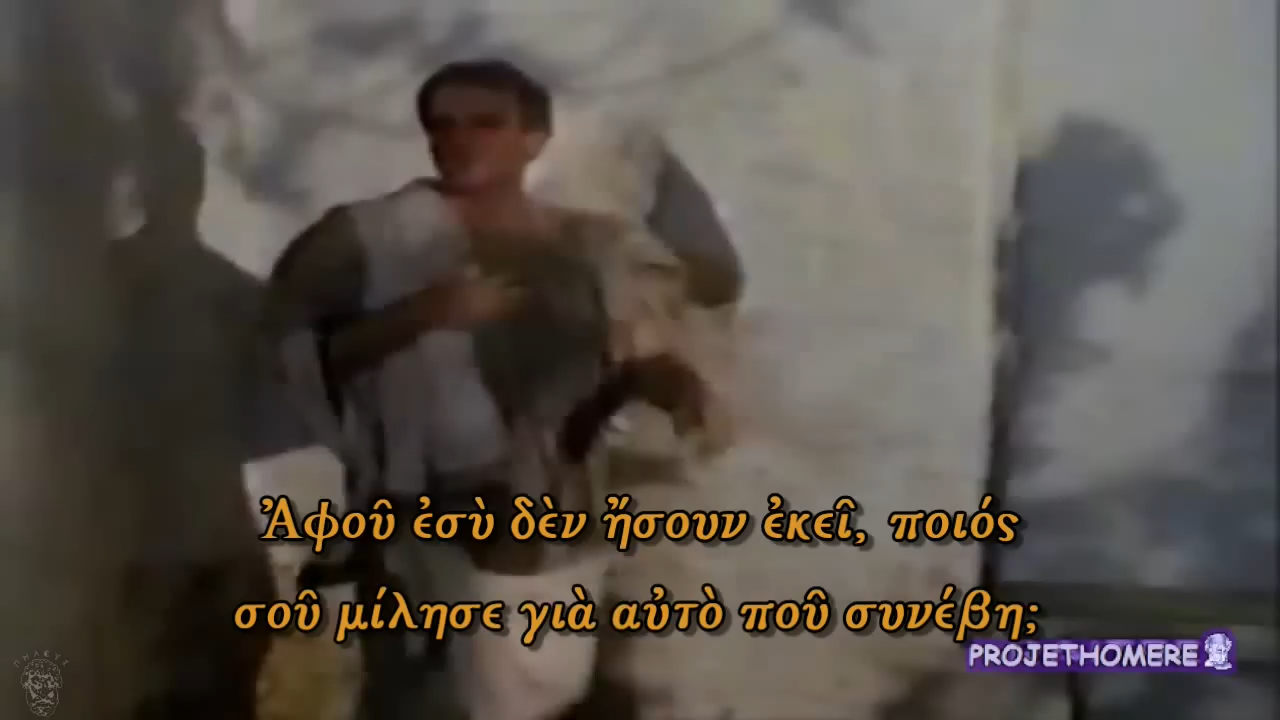 Ἀφοῦ ἐσὺ δὲν ἤσουν ἐκεῖ, ποιός
σοῦ μίλησε γιὰ αὐτὸ ποῦ συνέβη;
PROJETHOMERE